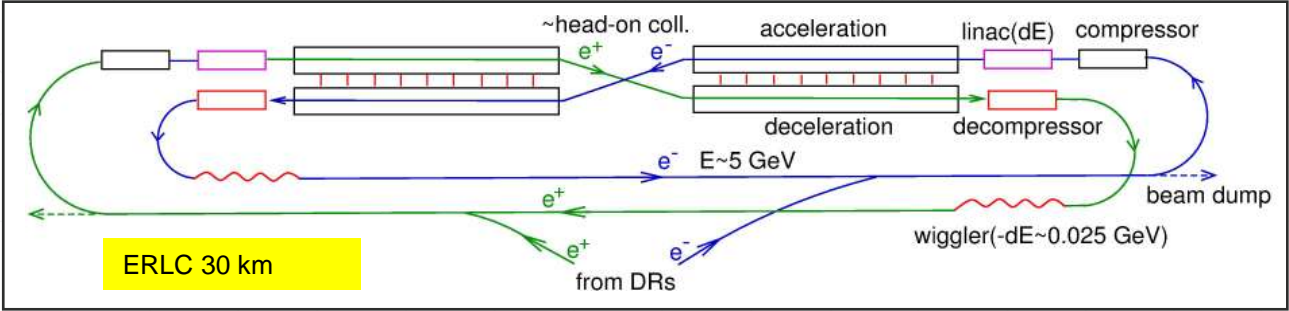 ~head-on coll.
acceleration
linac(dE)
compressor
e+
e-
deceleration
decompressor
e- E~5 GeV
e+
beam dump
wiggler(-dE~0.025 GeV)
e+
e-
from DRs
ERLC 30 km